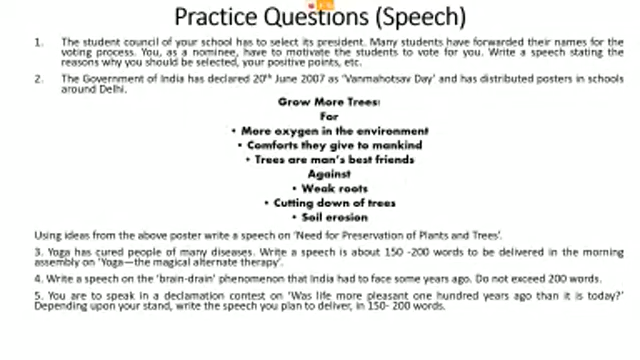 Practice Questions (Speech)
1. The student council of your school has to select its president. Many students have forwarded their names for the
voting process. You, as a nominee, have to motivate the students to vote for you. Write a speech stating the
reasons why you should be selected, your positive points, etc.
2. The Government of India has declared 20th June 2007 as 'Vanmahotsav Day' and has distributed posters in schools
around Delhi.
Grow More Trees:
For
• More oxygen in the environment
• Comforts they give to mankind
• Trees are man's best friends
Against
• Weak roots
• Cutting down of trees
• Soil erosion
Using ideas from the above poster write a speech on 'Need for Preservation of Plants and Trees'.
3. Yoga has cured people of many diseases. Write a speech is about 150 -200 words to be delivered in the morning
assembly on 'Yoga—the magical alternate therapy'.
4. Write a speech on the 'brain-drain' phenomenon that India had to face some years ago. Do not exceed 200 words.
5. You are to speak in a declamation contest on 'Was life more pleasant one hundred years ago than it is today?'
Depending upon your stand, write the speech you plan to deliver, in 150- 200 words.